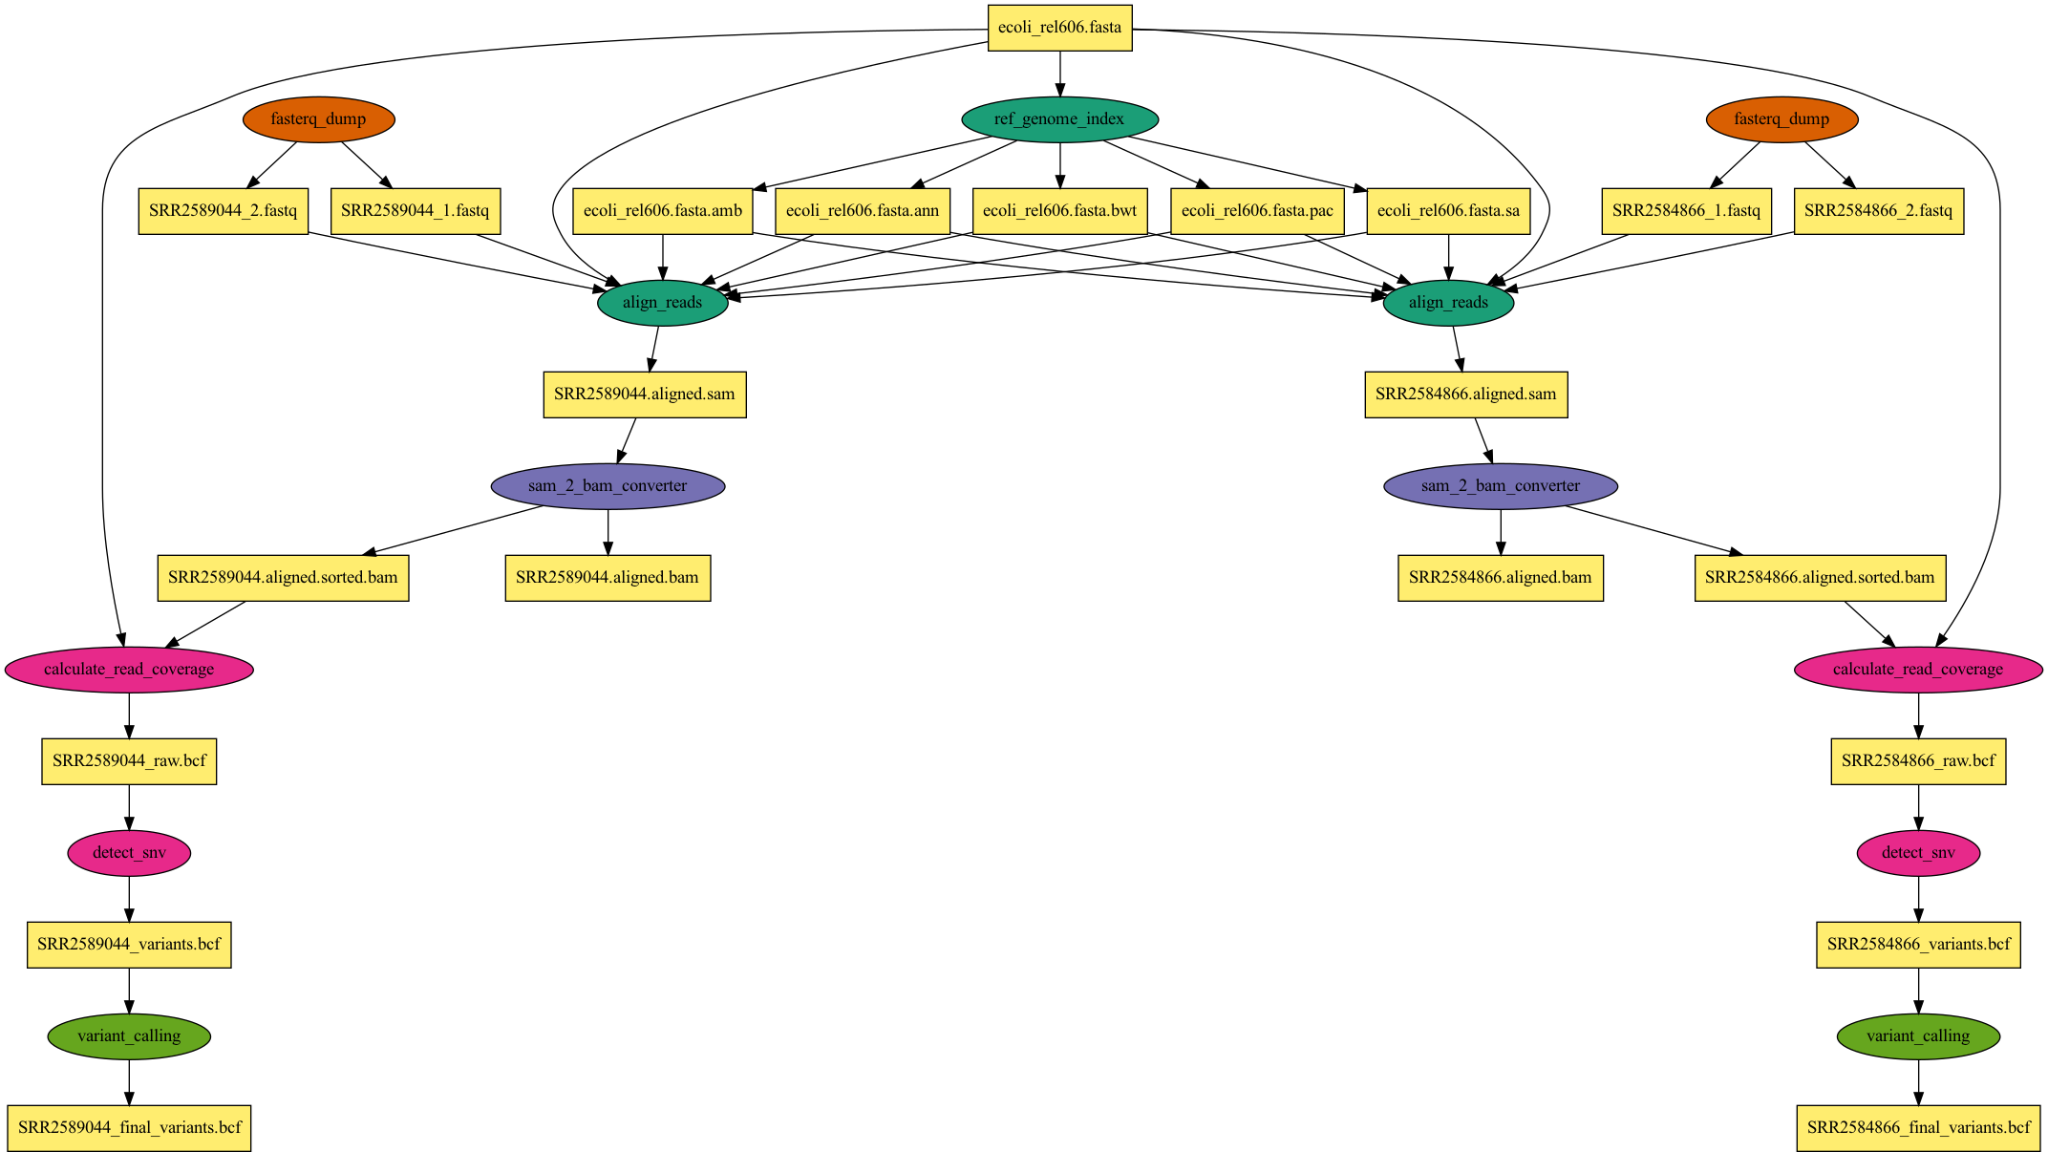 ecoli_rel606.fasta
fasterq_dump
ref_genome_index
fasterq_dump
SRR2589044_2.fastq
SRR2589044_1.fastq
ecoli_rel606.fasta.amb
ecoli_rel606.fasta.ann
ecoli_rel606.fasta.bwt
ecoli_rel606.fasta.pac
ecoli_rel606.fasta.sa
SRR2584866_1.fastq
SRR2584866_2.fastq
align_reads
align_reads
SRR2589044.aligned.sam
SRR2584866.aligned.sam
sam_2_bam_converter
sam_2_bam_converter
SRR2589044.aligned.sorted.bam
SRR2589044.aligned.bam
SRR2584866.aligned.bam
SRR2584866.aligned.sorted.bam
calculate_read_coverage
calculate_read_coverage
SRR2589044_raw.bcf
SRR2584866_raw.bcf
detect_snv
detect_snv
SRR2589044_variants.bcf
SRR2584866_variants.bcf
variant_calling
variant_calling
SRR2589044_final_variants.bcf
SRR2584866_final_variants.bcf